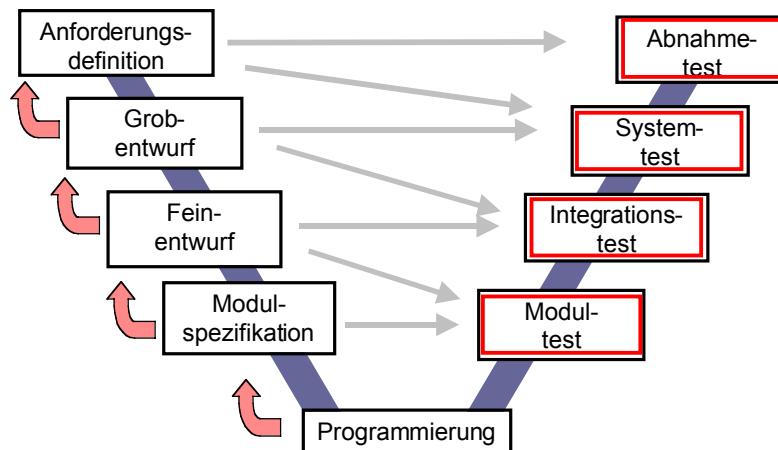 Anforderungs-
definition
Abnahme-
test
Grob-
entwurf
System-
test
Fein-
entwurf
Integrations-
test
Modul-
spezifikation
Modul-
test
Programmierung